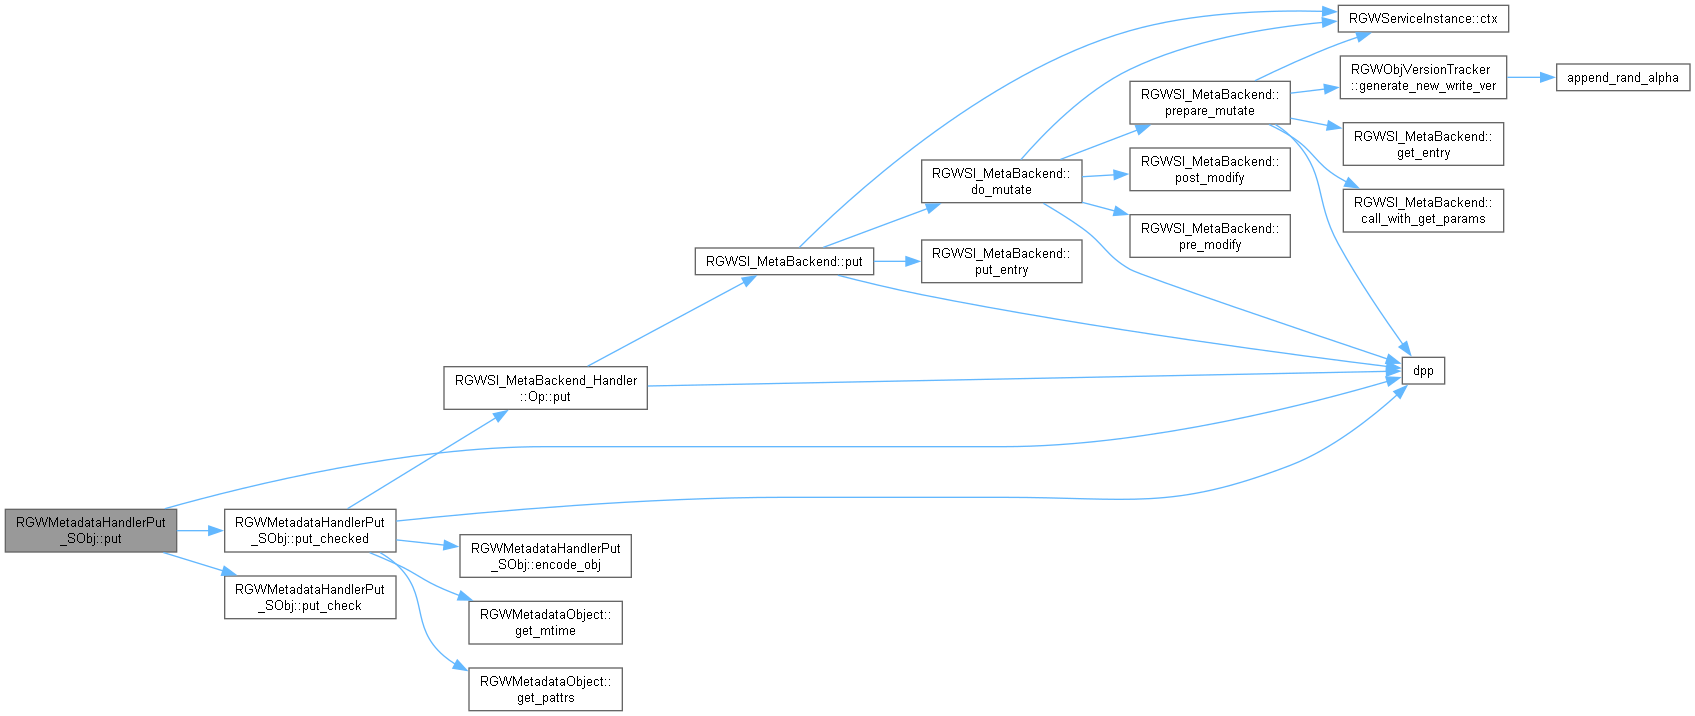 RGWMetadataHandlerPut
_SObj::put
RGWMetadataHandlerPut
_SObj::put_checked
RGWMetadataHandlerPut
_SObj::put_check
RGWSI_MetaBackend_Handler
::Op::put
RGWMetadataHandlerPut
_SObj::encode_obj
RGWMetadataObject::
get_mtime
RGWMetadataObject::
get_pattrs
RGWSI_MetaBackend::put
RGWSI_MetaBackend::
do_mutate
RGWSI_MetaBackend::
put_entry
RGWSI_MetaBackend::
prepare_mutate
RGWSI_MetaBackend::
post_modify
RGWSI_MetaBackend::
pre_modify
RGWServiceInstance::ctx
RGWObjVersionTracker
::generate_new_write_ver
RGWSI_MetaBackend::
get_entry
RGWSI_MetaBackend::
call_with_get_params
dpp
append_rand_alpha